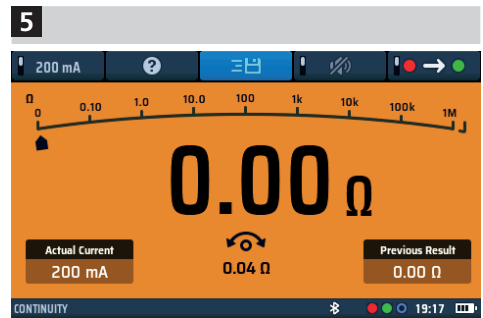 5
200 mA ?
Ω
0 0.10 1.0 10.0 100 1k 10k 100k 1M
0.00 Ω
Actual Current
200 mA
0.04 Ω
Previous Result
0.00 Ω
CONTINUITY 19:17